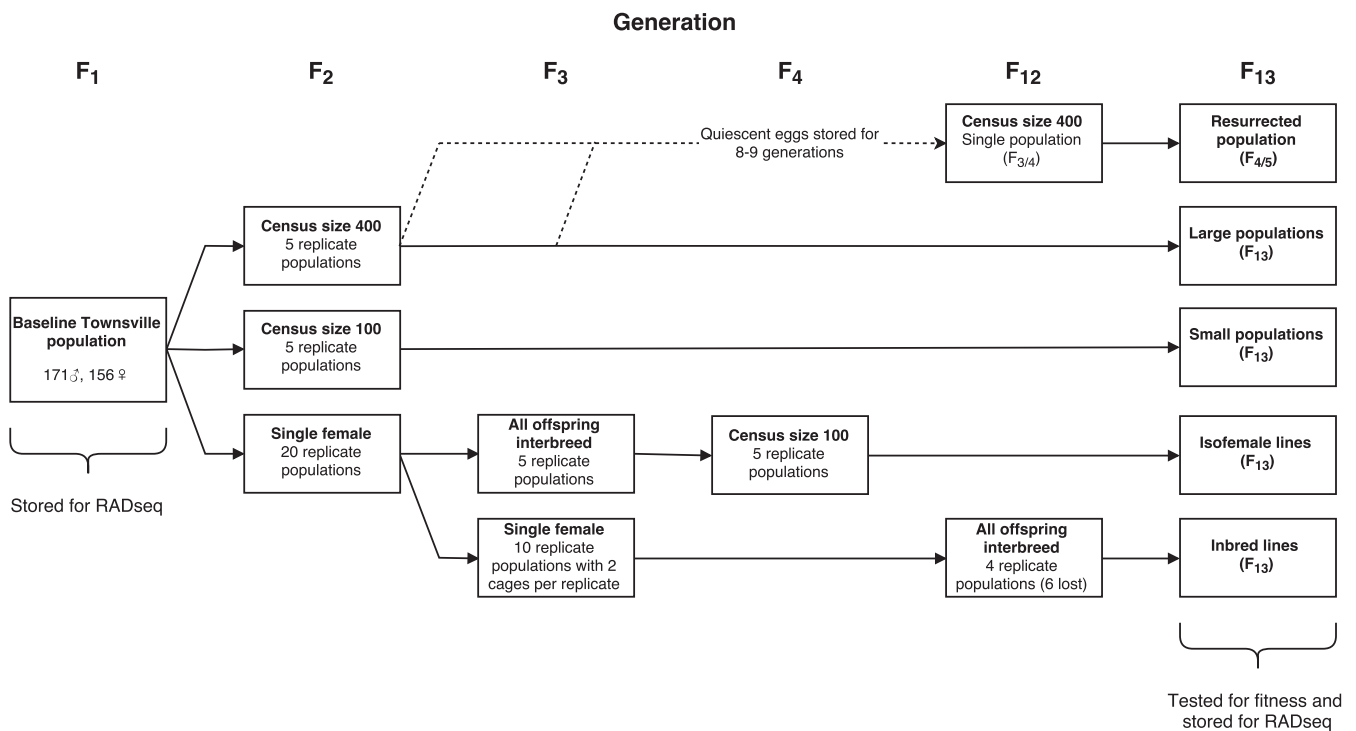 Generation
F1 F2 F3 F4 F12 F13
Quiescent eggs stored for
8-9 generations
Census size 400
Single population
(F3/4)
Resurrected
population
(F4/5)
Census size 400
5 replicate
populations
Large populations
(F13)
Baseline Townsville
population
171♂, 156♀
Census size 100
5 replicate
populations
Small populations
(F13)
Single female
20 replicate
populations
All offspring
interbreed
5 replicate
populations
Census size 100
5 replicate
populations
Isofemale lines
(F13)
Stored for RADseq
Single female
10 replicate
populations with 2
cages per replicate
All offspring
interbreed
4 replicate
populations (6 lost)
Inbred lines
(F13)
Tested for fitness and
stored for RADseq